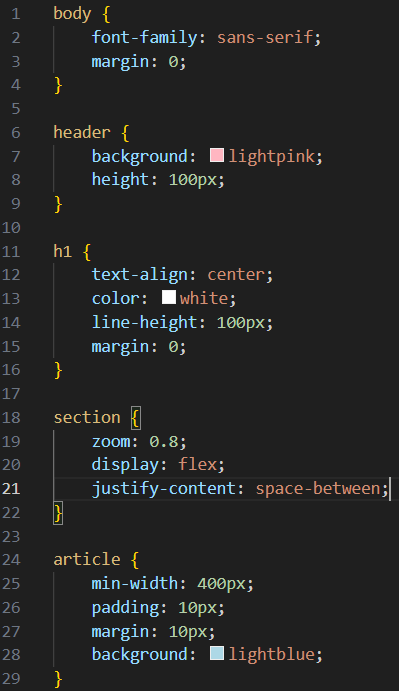 1 body {
2     font-family: sans-serif;
3     margin: 0;
4 }
5
6 header {
7     background: lightpink;
8     height: 100px;
9 }
10
11 h1 {
12     text-align: center;
13     color: white;
14     line-height: 100px;
15     margin: 0;
16 }
17
18 section {
19     zoom: 0.8;
20     display: flex;
21     justify-content: space-between;
22 }
23
24 article {
25     min-width: 400px;
26     padding: 10px;
27     margin: 10px;
28     background: lightblue;
29 }